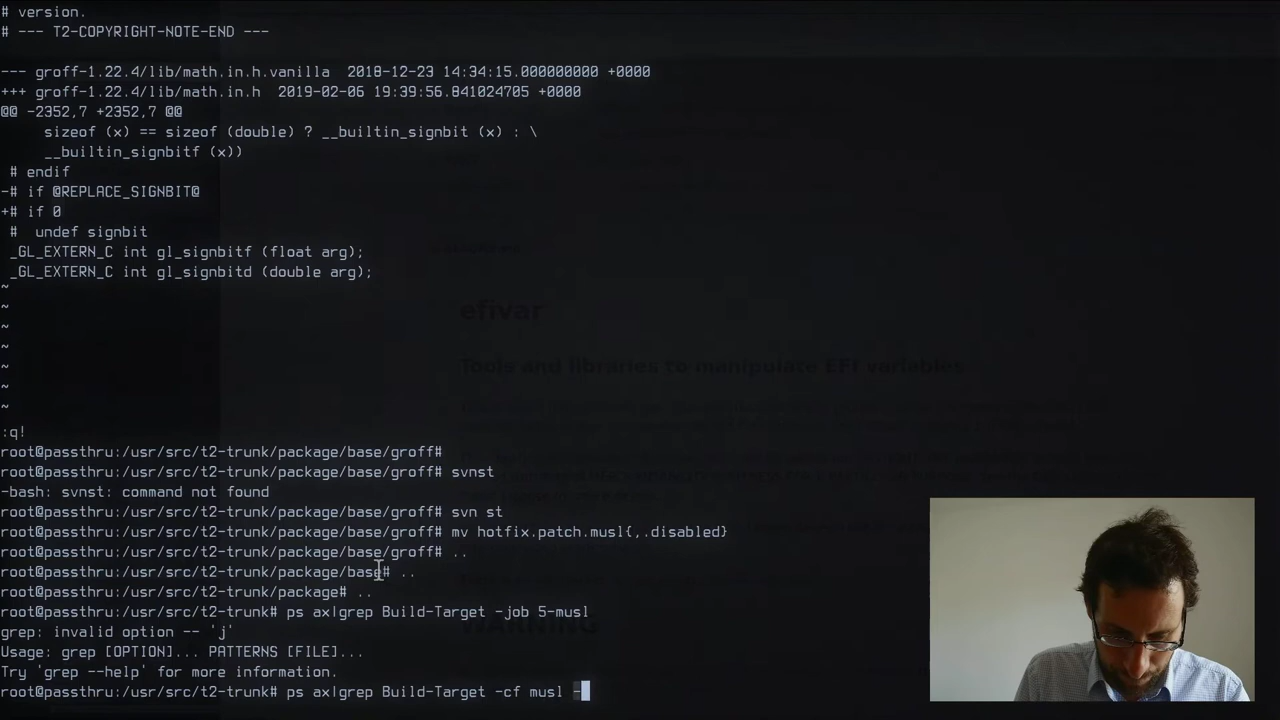 # version.
# --- T2-COPYRIGHT-NOTE-END ---
--- groff-1.22.4/lib/math.in.h.vanilla  2018-12-23 14:34:15.000000000 +0000
+++ groff-1.22.4/lib/math.in.h  2019-02-06 19:39:56.841024705 +0000
@@ -2352,7 +2352,7 @@
     sizeof (x) == sizeof (double) ? __builtin_signbit (x) : \
     __builtin_signbitf (x))
 # endif
-# if @REPLACE_SIGNBIT@
+# if 0
 #  undef signbit
 _GL_EXTERN_C int gl_signbitf (float arg);
 _GL_EXTERN_C int gl_signbitd (double arg);
~
~
~
~
~
~
~
:q!
root@passthru:/usr/src/t2-trunk/package/base/groff#
root@passthru:/usr/src/t2-trunk/package/base/groff# svnst
-bash: svnst: command not found
root@passthru:/usr/src/t2-trunk/package/base/groff# svn st
root@passthru:/usr/src/t2-trunk/package/base/groff# mv hotfix.patch.musl{,.disabled}
root@passthru:/usr/src/t2-trunk/package/base/groff# ..
root@passthru:/usr/src/t2-trunk/package/base# ..
root@passthru:/usr/src/t2-trunk/package# ..
root@passthru:/usr/src/t2-trunk# ps ax|grep Build-Target -job 5-musl
grep: invalid option -- 'j'
Usage: grep [OPTION]... PATTERNS [FILE]...
Try 'grep --help' for more information.
root@passthru:/usr/src/t2-trunk# ps ax|grep Build-Target -cf musl -
efivar
Tools and libraries to manipulate EFI variables
WARNING